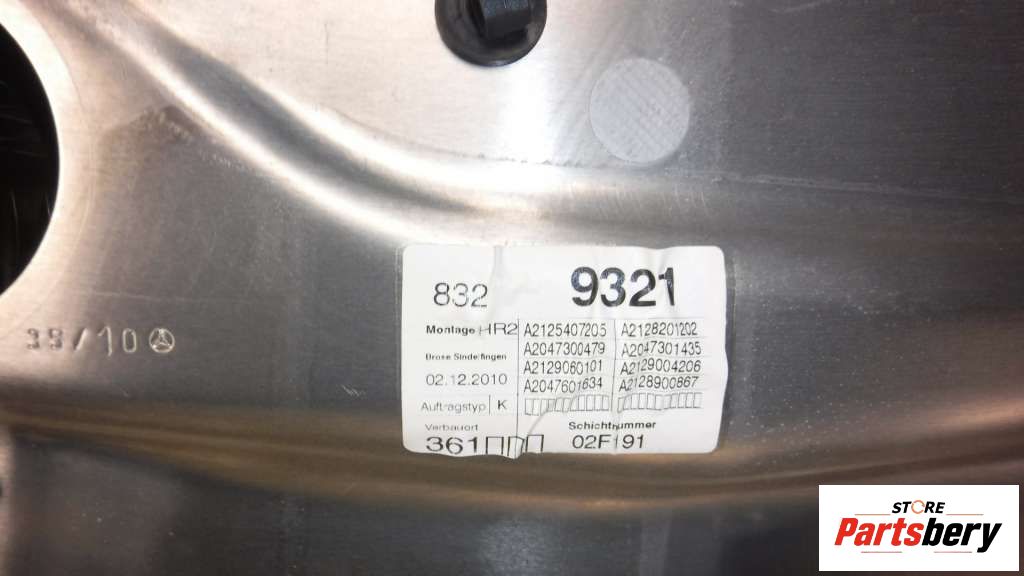 832 9321
Montage HR2 A2125407205 A2128201202
A2047300479 A2047301435
Brose Sindelfingen A2129060101 A2129004206
02.12.2010 A2047601634 A2128900867
Auftragstyp K
Verbauort Schichtnummer
361 02F191
39/10
STORE
Partsbery